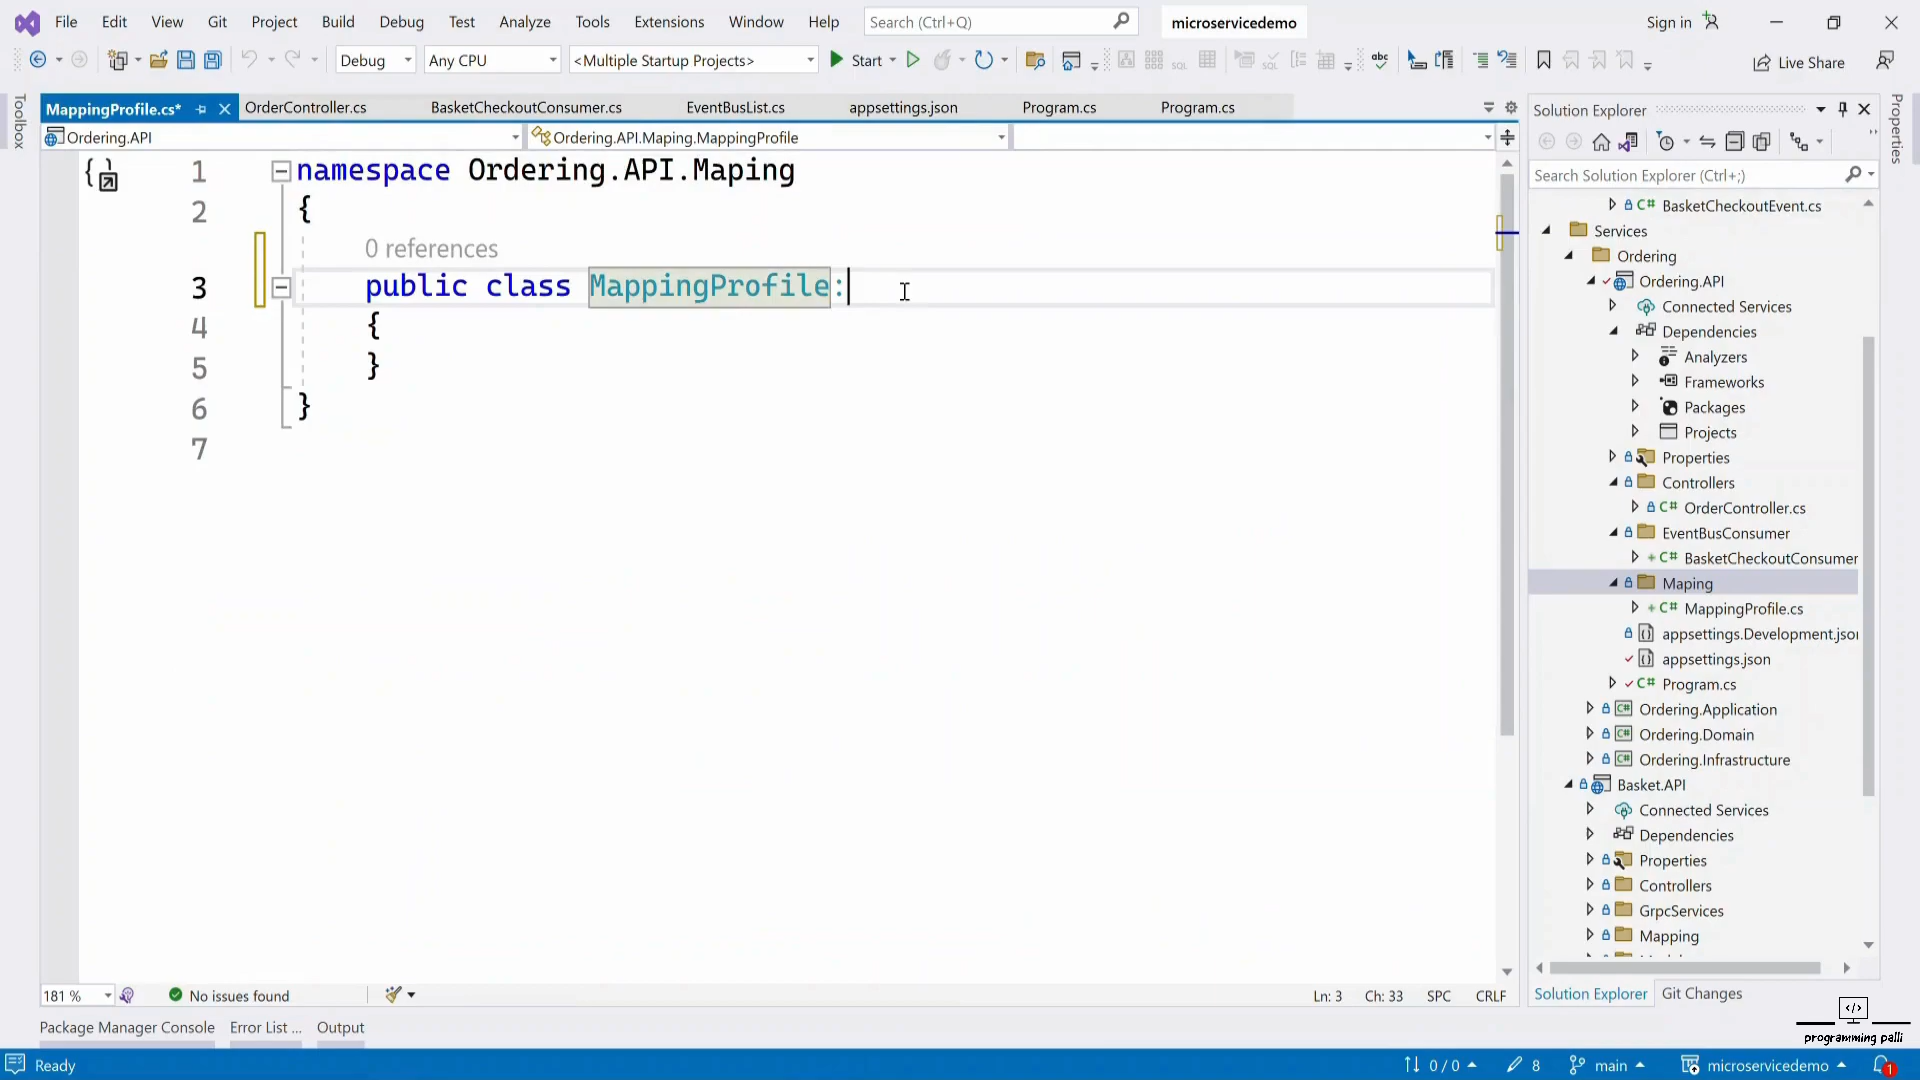 File Edit View Git Project Build Debug Test Analyze Tools Extensions Window Help Search (Ctrl+Q) microservicedemo Sign in
Debug Any CPU <Multiple Startup Projects> Start Live Share
Toolbox
MappingProfile.cs* OrderController.cs BasketCheckoutConsumer.cs EventBusList.cs appsettings.json Program.cs Program.cs
Ordering.API Ordering.API.Maping.MappingProfile
1 namespace Ordering.API.Maping
2 {
0 references
3 public class MappingProfile:
4 {
5 }
6 }
7
181 % No issues found Ln: 3 Ch: 33 SPC CRLF
Package Manager Console Error List ... Output
Solution Explorer
Search Solution Explorer (Ctrl+;)
BasketCheckoutEvent.cs
Services
Ordering
Ordering.API
Connected Services
Dependencies
Analyzers
Frameworks
Packages
Projects
Properties
Controllers
OrderController.cs
EventBusConsumer
BasketCheckoutConsumer
Maping
MappingProfile.cs
appsettings.Development.json
appsettings.json
Program.cs
Ordering.Application
Ordering.Domain
Ordering.Infrastructure
Basket.API
Connected Services
Dependencies
Properties
Controllers
GrpcServices
Mapping
Solution Explorer Git Changes
Properties
programming palli
Ready 0 / 0 8 main microservicedemo 1